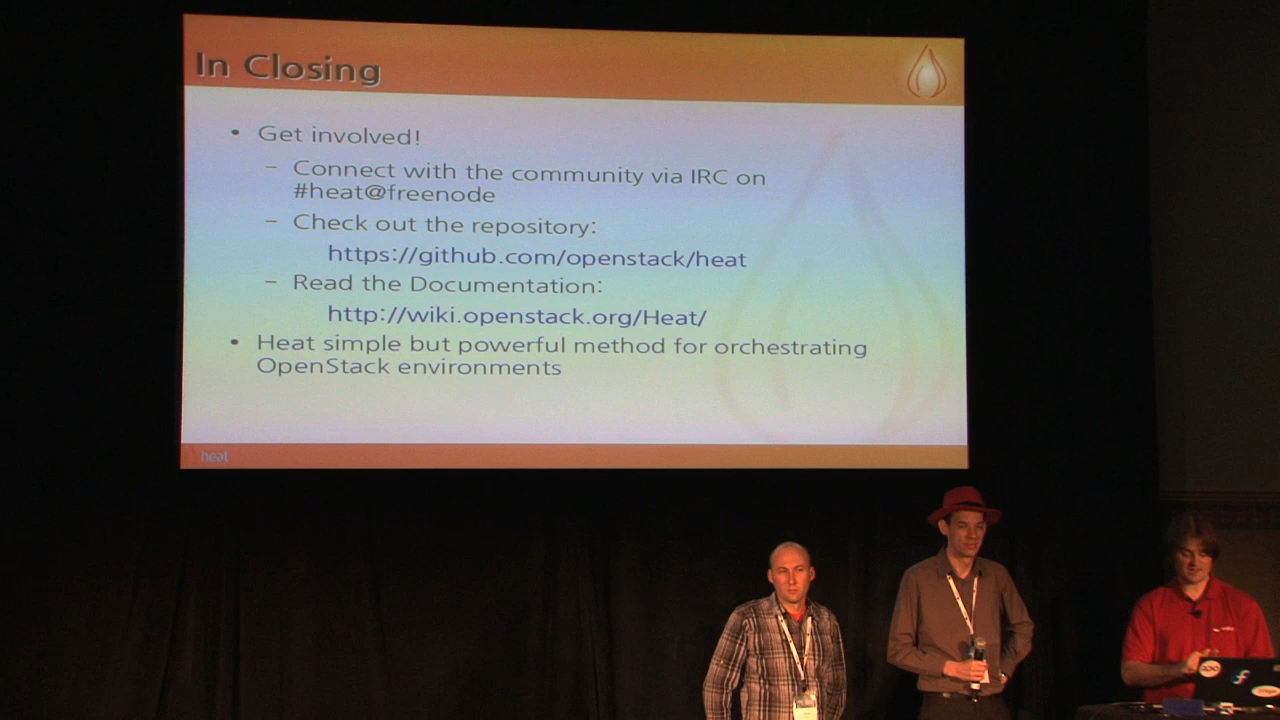 In Closing
• Get involved!
– Connect with the community via IRC on
#heat@freenode
– Check out the repository:
https://github.com/openstack/heat
– Read the Documentation:
http://wiki.openstack.org/Heat/
• Heat simple but powerful method for orchestrating
OpenStack environments
heat